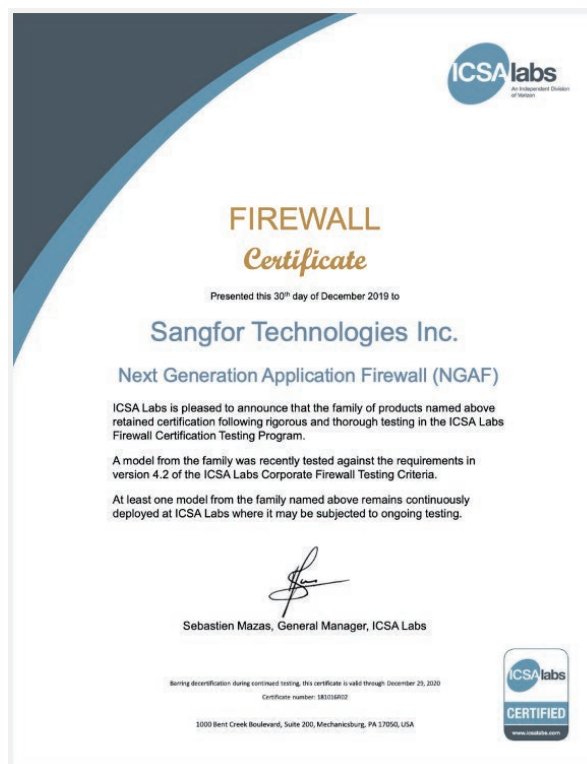 ICSA labs
An Independent Division
of Verizon
FIREWALL
Certificate
Presented this 30th day of December 2019 to
Sangfor Technologies Inc.
Next Generation Application Firewall (NGAF)
ICSA Labs is pleased to announce that the family of products named above
retained certification following rigorous and thorough testing in the ICSA Labs
Firewall Certification Testing Program.
A model from the family was recently tested against the requirements in
version 4.2 of the ICSA Labs Corporate Firewall Testing Criteria.
At least one model from the family named above remains continuously
deployed at ICSA Labs where it may be subjected to ongoing testing.
Sebastien Mazas, General Manager, ICSA Labs
Barring decertification during continued testing, this certificate is valid through December 29, 2020
Certificate number: 181016R02
1000 Bent Creek Boulevard, Suite 200, Mechanicsburg, PA 17050, USA
ICSA labs
CERTIFIED
www.icsalabs.com